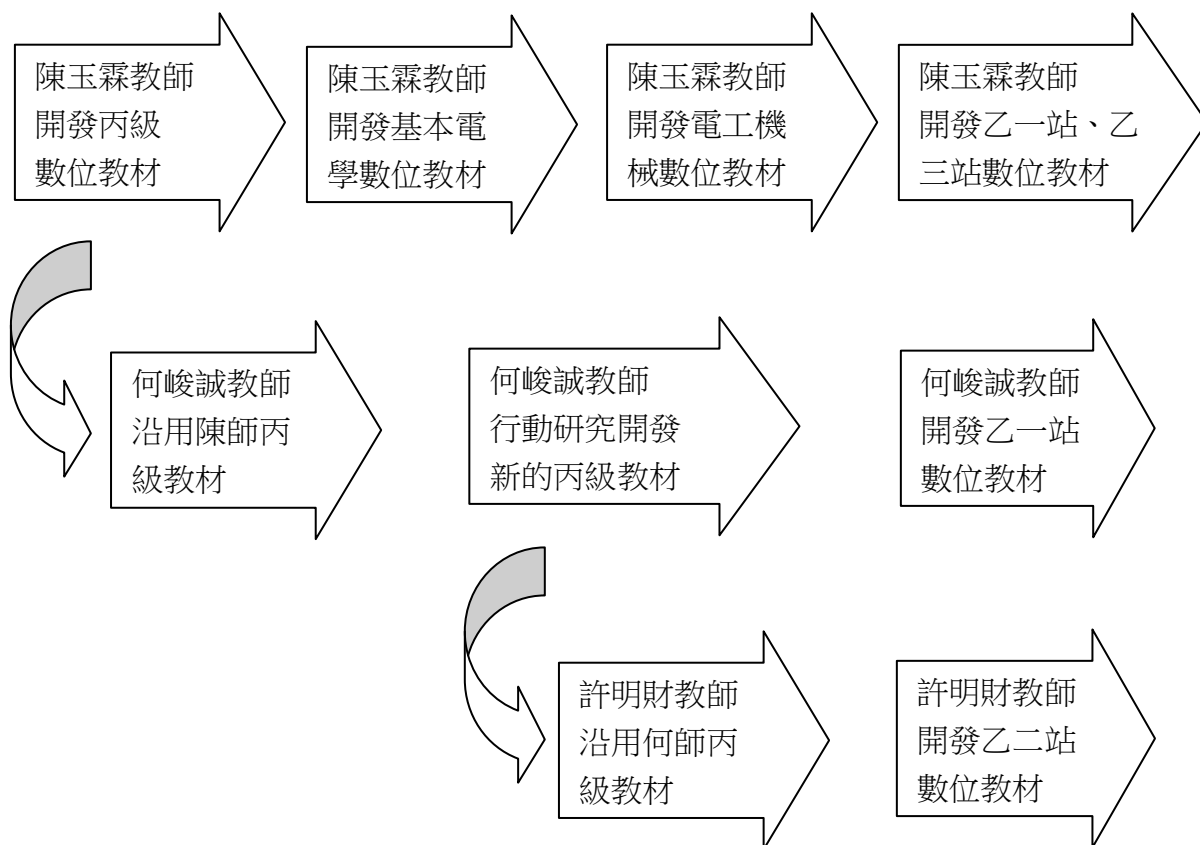 陳玉霖教師
開發丙級
數位教材
陳玉霖教師
開發基本電
學數位教材
陳玉霖教師
開發電工機
械數位教材
陳玉霖教師
開發乙一站、乙
三站數位教材
何峻誠教師
沿用陳師丙
級教材
何峻誠教師
行動研究開發
新的丙級教材
何峻誠教師
開發乙一站
數位教材
許明財教師
沿用何師丙
級教材
許明財教師
開發乙二站
數位教材